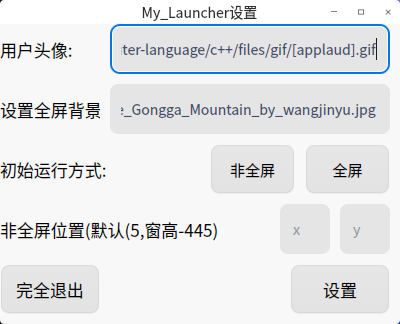 My_Launcher设置
用户头像: ter-language/c++/files/gif/[applaud].gif
设置全屏背景 e_Gongga_Mountain_by_wangjinyu.jpg
初始运行方式: 非全屏 全屏
非全屏位置(默认(5,窗高-445) x y
完全退出 设置